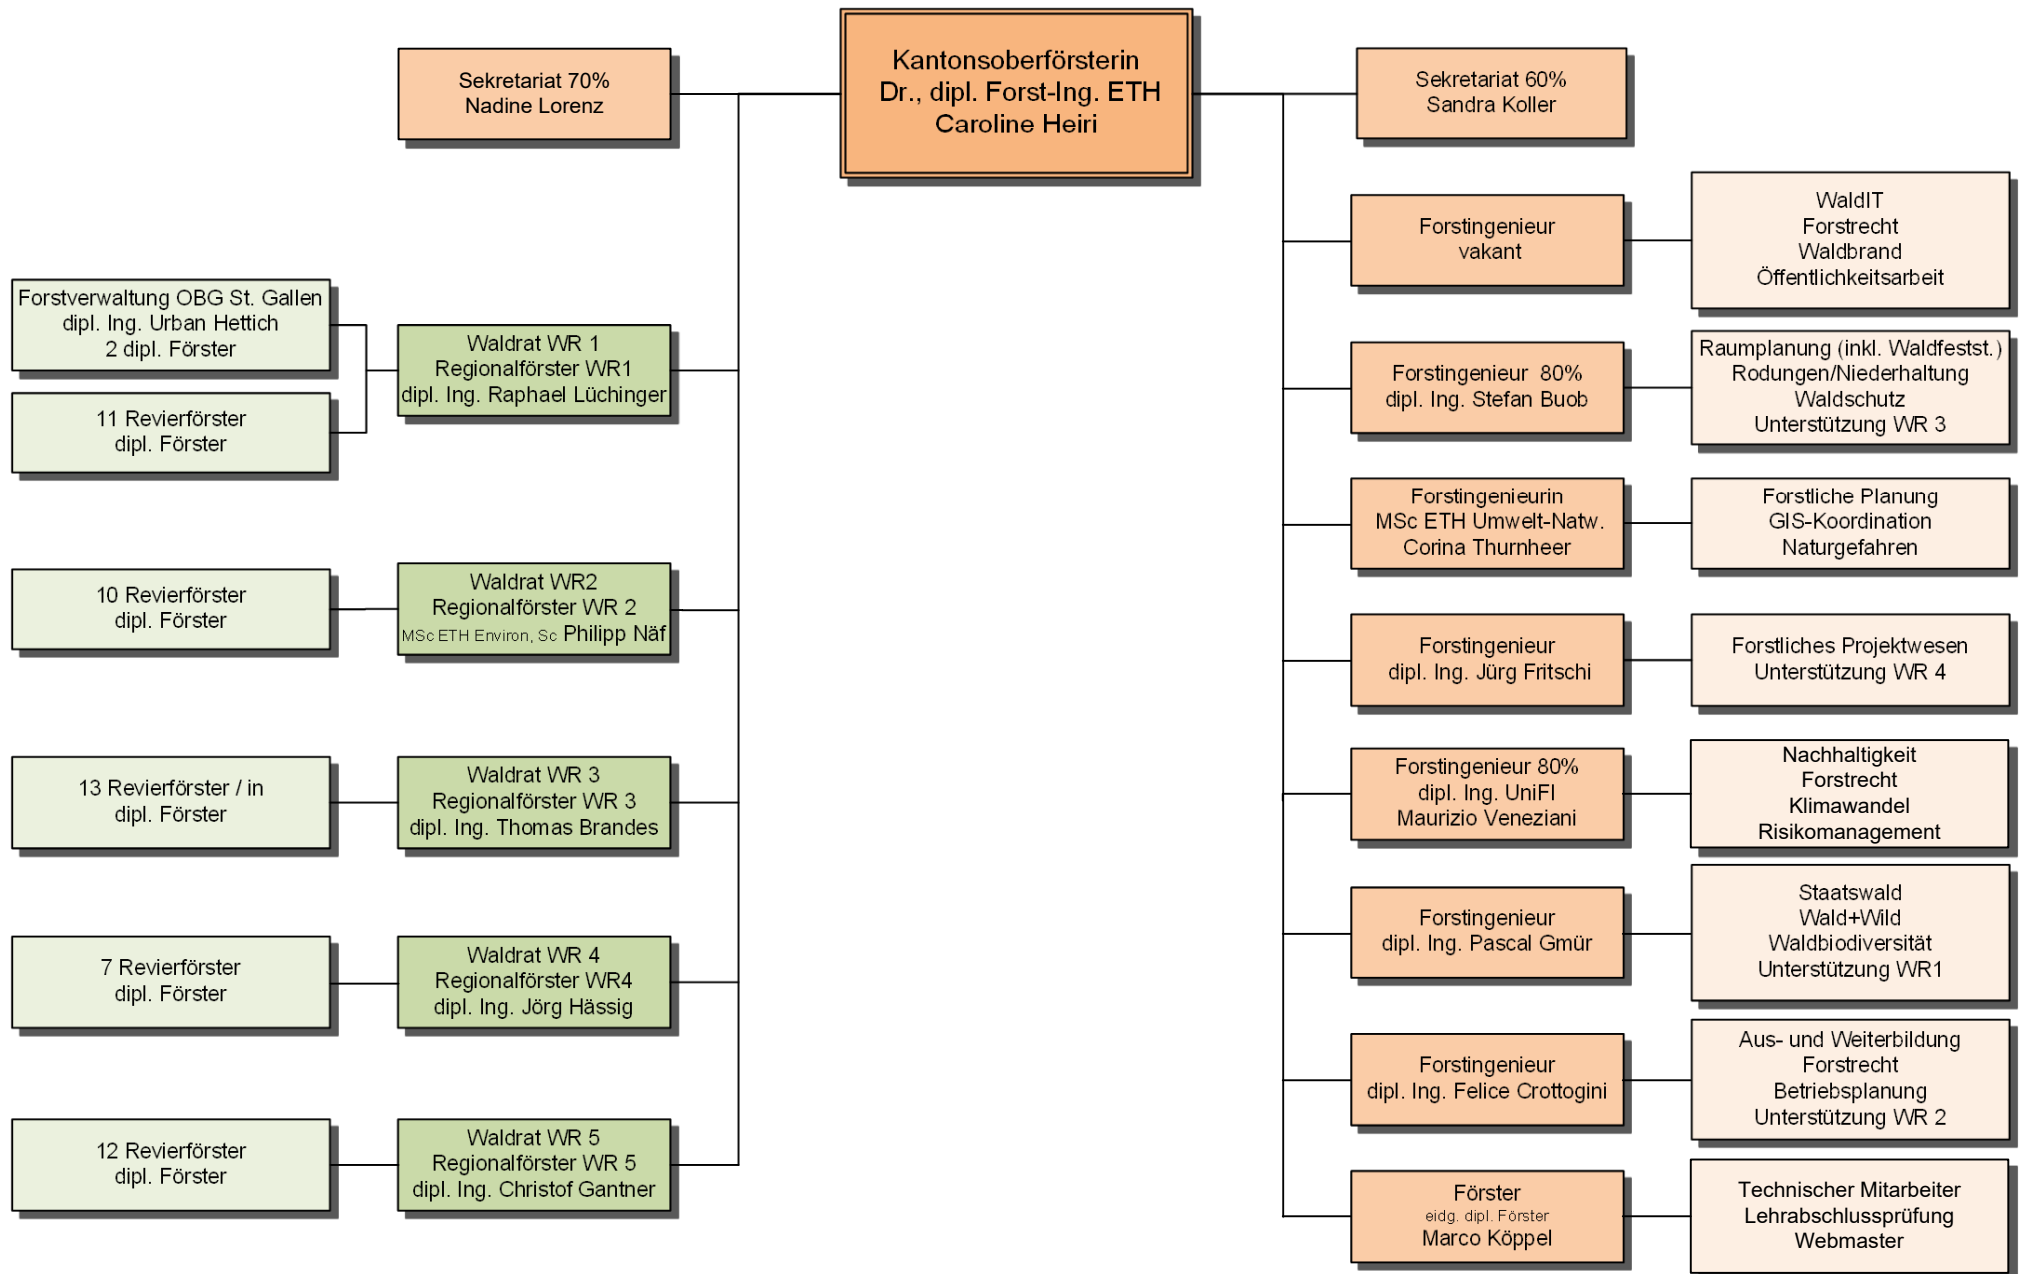 Kantonsoberförsterin
Dr., dipl. Forst-Ing. ETH
Caroline Heiri
Sekretariat 70%
Nadine Lorenz
Sekretariat 60%
Sandra Koller
Forstverwaltung OBG St. Gallen
dipl. Ing. Urban Hettich
2 dipl. Förster
11 Revierförster
dipl. Förster
Waldrat WR 1
Regionalförster WR1
dipl. Ing. Raphael Lüchinger
10 Revierförster
dipl. Förster
Waldrat WR2
Regionalförster WR 2
MSc ETH Environ, Sc Philipp Näf
13 Revierförster / in
dipl. Förster
Waldrat WR 3
Regionalförster WR 3
dipl. Ing. Thomas Brandes
7 Revierförster
dipl. Förster
Waldrat WR 4
Regionalförster WR4
dipl. Ing. Jörg Hässig
12 Revierförster
dipl. Förster
Waldrat WR 5
Regionalförster WR 5
dipl. Ing. Christof Gantner
Forstingenieur
vakant
WaldIT
Forstrecht
Waldbrand
Öffentlichkeitsarbeit
Forstingenieur 80%
dipl. Ing. Stefan Buob
Raumplanung (inkl. Waldfestst.)
Rodungen/Niederhaltung
Waldschutz
Unterstützung WR 3
Forstingenieurin
MSc ETH Umwelt-Natw.
Corina Thurnheer
Forstliche Planung
GIS-Koordination
Naturgefahren
Forstingenieur
dipl. Ing. Jürg Fritschi
Forstliches Projektwesen
Unterstützung WR 4
Forstingenieur 80%
dipl. Ing. UniFI
Maurizio Veneziani
Nachhaltigkeit
Forstrecht
Klimawandel
Risikomanagement
Forstingenieur
dipl. Ing. Pascal Gmür
Staatswald
Wald+Wild
Waldbiodiversität
Unterstützung WR1
Forstingenieur
dipl. Ing. Felice Crottogini
Aus- und Weiterbildung
Forstrecht
Betriebsplanung
Unterstützung WR 2
Förster
eidg. dipl. Förster
Marco Köppel
Technischer Mitarbeiter
Lehrabschlussprüfung
Webmaster